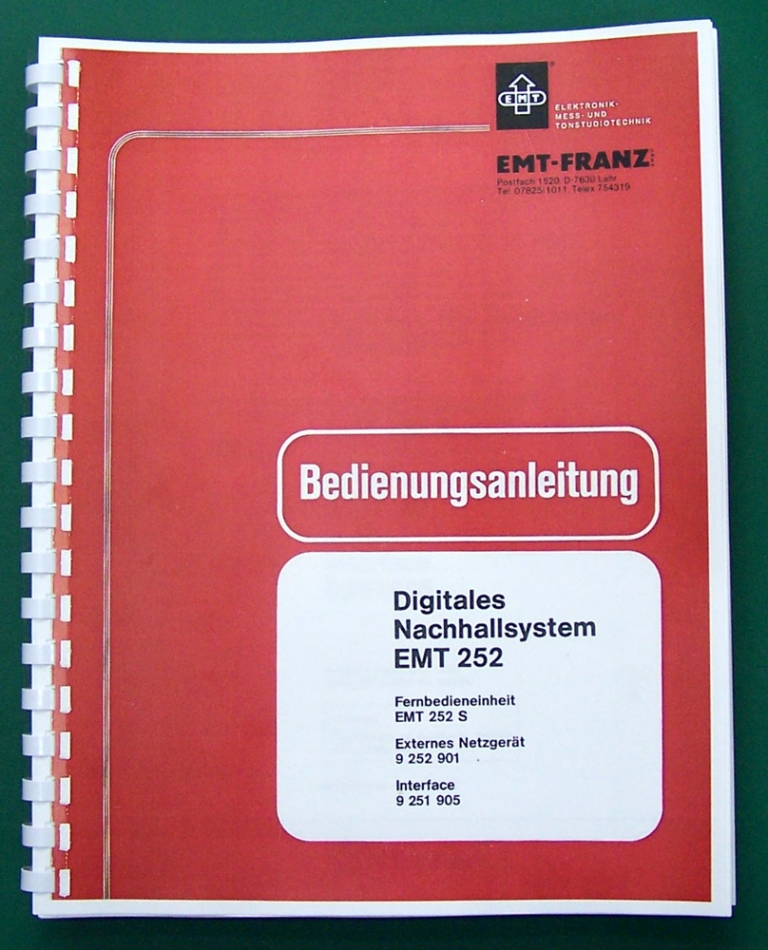 EMT
ELEKTRONIK-
MESS- UND
TONSTUDIOTECHNIK
EMT-FRANZ
Postfach 1520, D-7630 Lahr
Tel. 07825/1011, Telex 754319
Bedienungsanleitung
Digitales
Nachhallsystem
EMT 252
Fernbedieneinheit
EMT 252 S
Externes Netzgerät
9 252 901
Interface
9 251 905